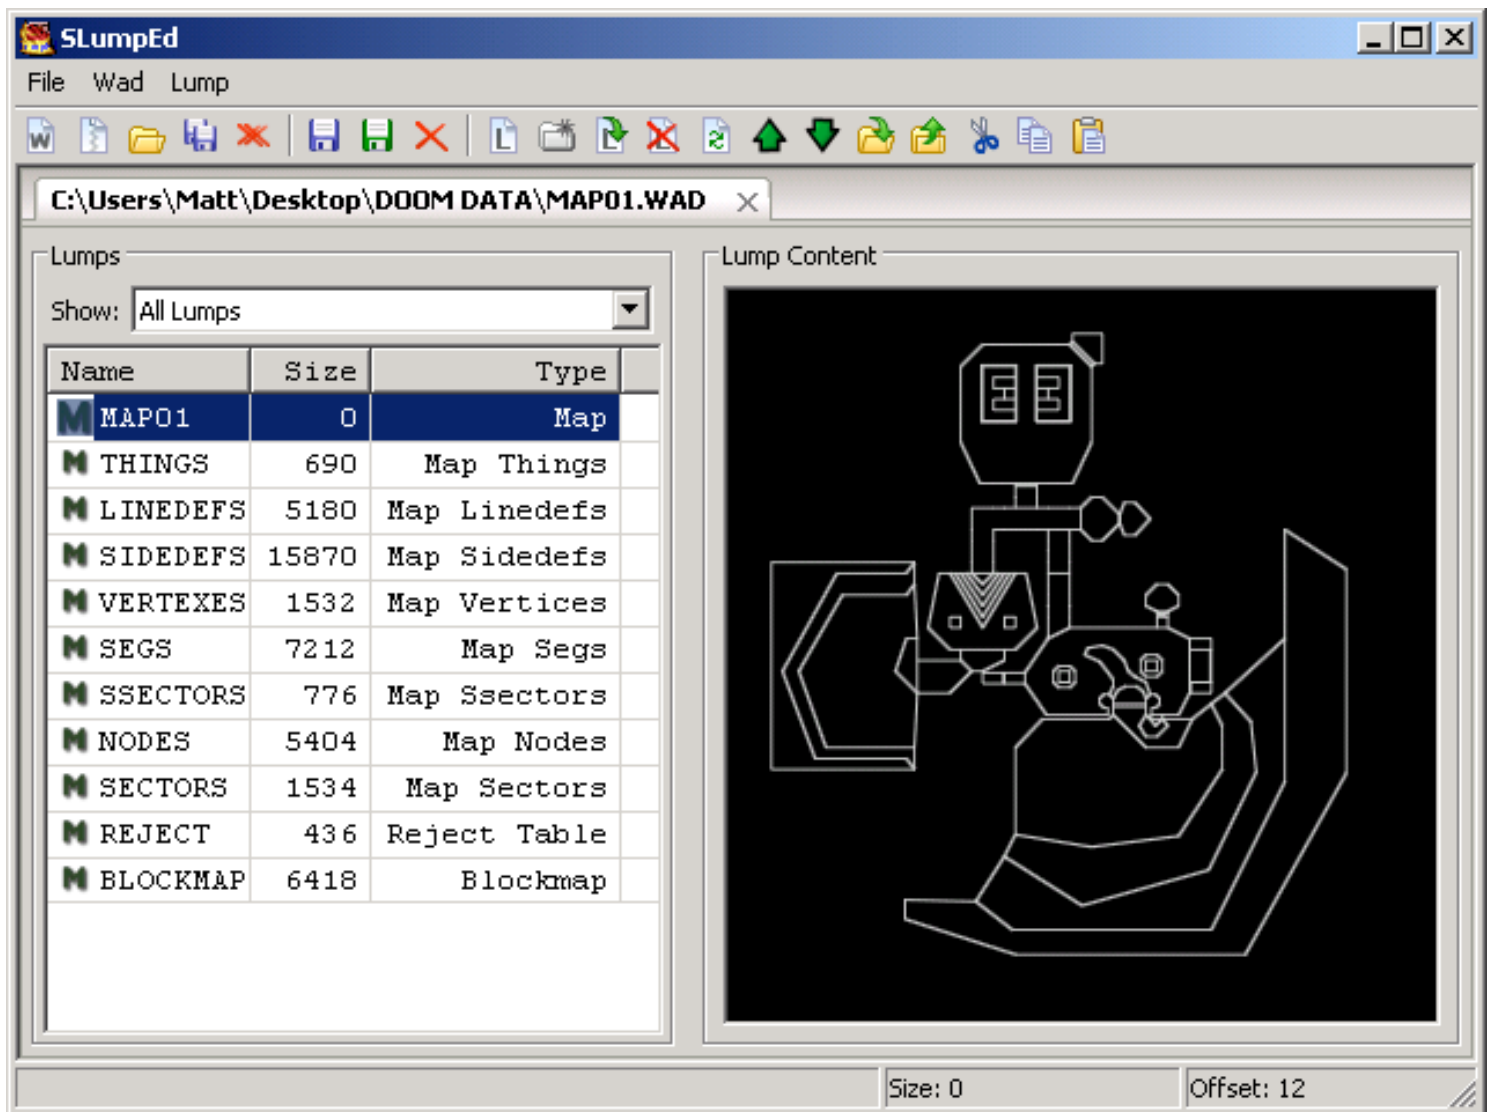 SLumpEd
File Wad Lump
C:\Users\Matt\Desktop\DOOM DATA\MAP01.WAD
Lumps
Show: All Lumps
Name Size Type
MAP01 0 Map
THINGS 690 Map Things
LINEDEFS 5180 Map Linedefs
SIDEDEFS 15870 Map Sidedefs
VERTEXES 1532 Map Vertices
SEGS 7212 Map Segs
SSECTORS 776 Map Ssectors
NODES 5404 Map Nodes
SECTORS 1534 Map Sectors
REJECT 436 Reject Table
BLOCKMAP 6418 Blockmap
Lump Content
Size: 0 Offset: 12